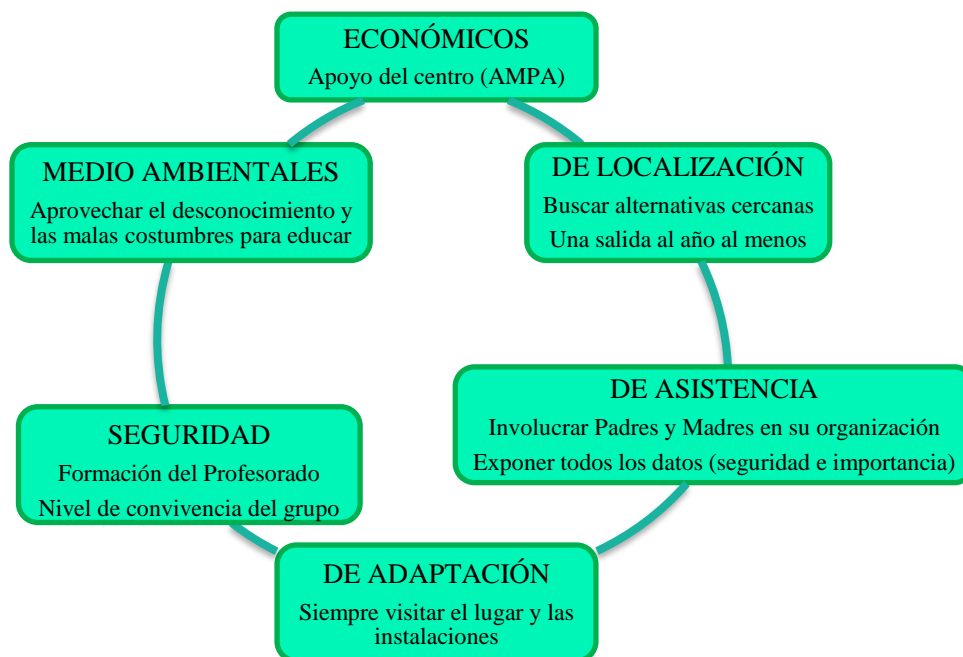 ECONÓMICOS
Apoyo del centro (AMPA)
MEDIO AMBIENTALES
Aprovechar el desconocimiento y
las malas costumbres para educar
DE LOCALIZACIÓN
Buscar alternativas cercanas
Una salida al año al menos
SEGURIDAD
Formación del Profesorado
Nivel de convivencia del grupo
DE ASISTENCIA
Involucrar Padres y Madres en su organización
Exponer todos los datos (seguridad e importancia)
DE ADAPTACIÓN
Siempre visitar el lugar y las
instalaciones